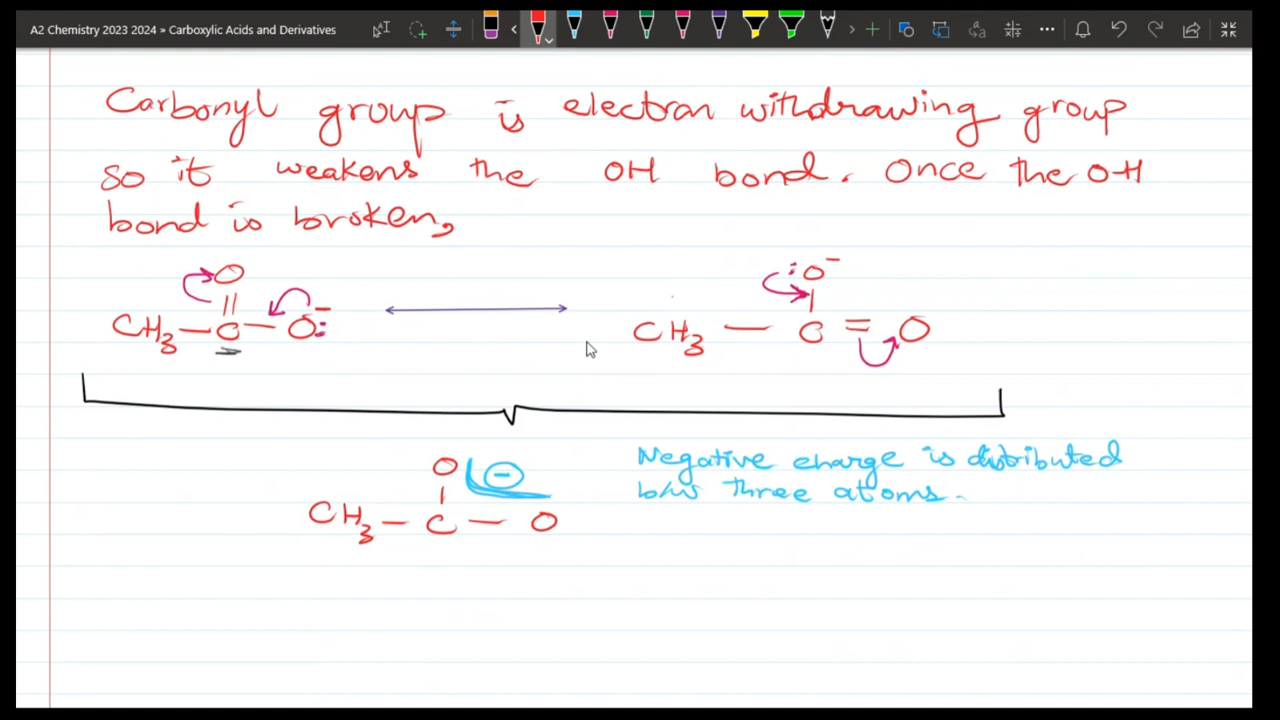 A2 Chemistry 2023 2024 » Carboxylic Acids and Derivatives
Carbonyl group is electron withdrawing group
so it weakens the OH bond. Once the O-H
bond is broken,
O :O⁻
CH3 — C — O⁻: CH3 — C = O
O ⊖ Negative charge is distributed
b/w three atoms.
CH3 — C — O